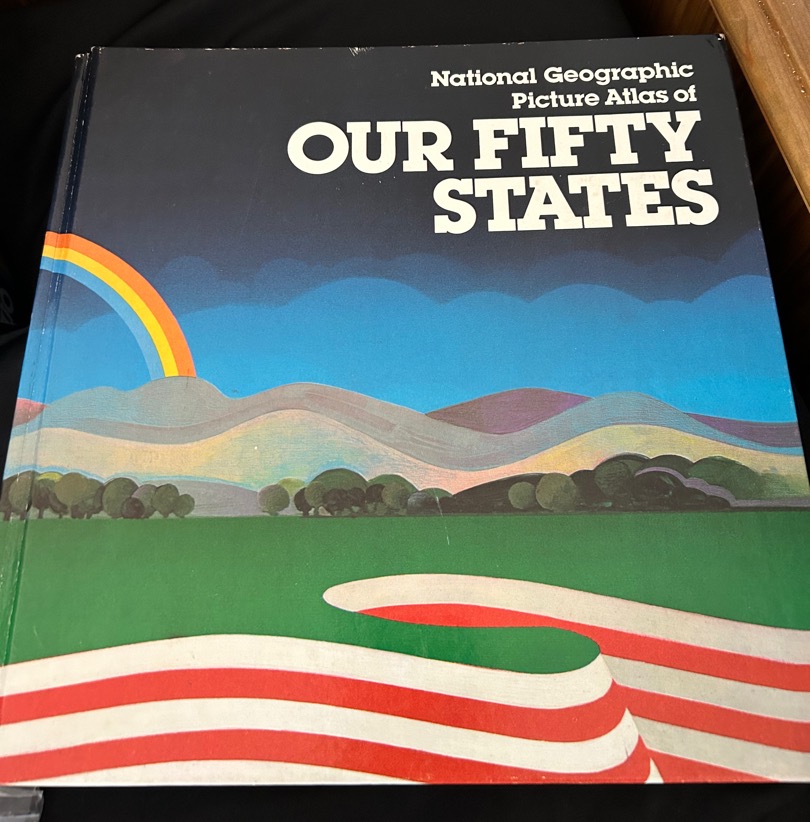 National Geographic
Picture Atlas of
OUR FIFTY
STATES